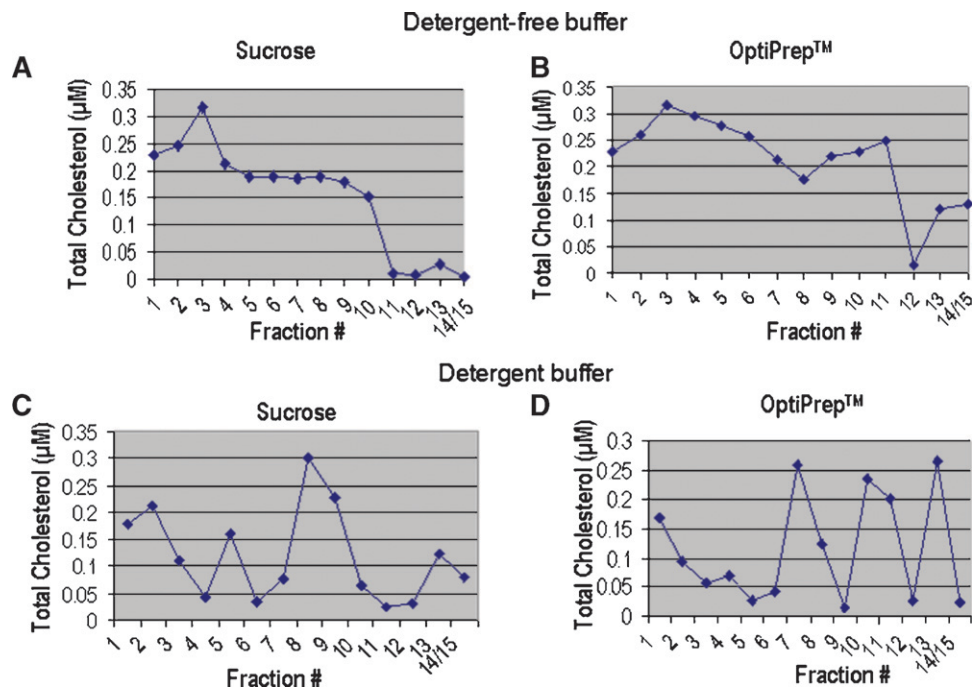 Detergent-free buffer
A
Sucrose
Total Cholesterol (µM)
0.35
0.3
0.25
0.2
0.15
0.1
0.05
0
1 2 3 4 5 6 7 8 9 10 11 12 13 14/15
Fraction #
B
OptiPrep™
Total Cholesterol (µM)
0.35
0.3
0.25
0.2
0.15
0.1
0.05
0
1 2 3 4 5 6 7 8 9 10 11 12 13 14/15
Fraction #
Detergent buffer
C
Sucrose
Total Cholesterol (µM)
0.35
0.3
0.25
0.2
0.15
0.1
0.05
0
1 2 3 4 5 6 7 8 9 10 11 12 13 14/15
Fraction #
D
OptiPrep™
Total Cholesterol (µM)
0.3
0.25
0.2
0.15
0.1
0.05
0
1 2 3 4 5 6 7 8 9 10 11 12 13 14/15
Fraction #